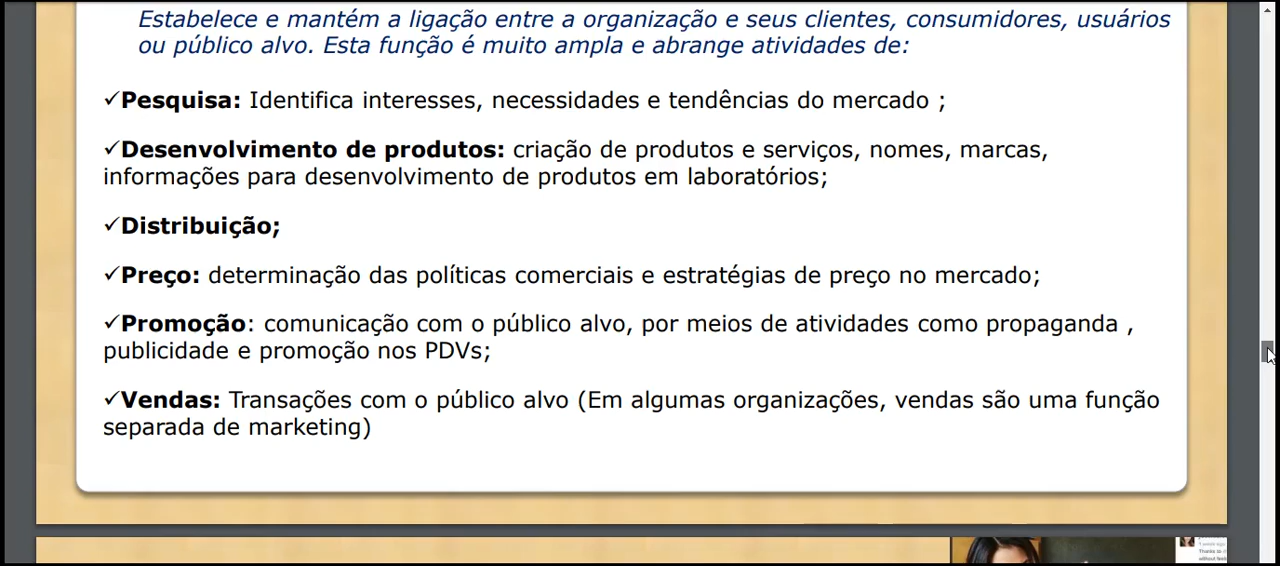 Estabelece e mantém a ligação entre a organização e seus clientes, consumidores, usuários
ou público alvo. Esta função é muito ampla e abrange atividades de:
✓Pesquisa: Identifica interesses, necessidades e tendências do mercado ;
✓Desenvolvimento de produtos: criação de produtos e serviços, nomes, marcas,
informações para desenvolvimento de produtos em laboratórios;
✓Distribuição;
✓Preço: determinação das políticas comerciais e estratégias de preço no mercado;
✓Promoção: comunicação com o público alvo, por meios de atividades como propaganda ,
publicidade e promoção nos PDVs;
✓Vendas: Transações com o público alvo (Em algumas organizações, vendas são uma função
separada de marketing)
Thanks to
without